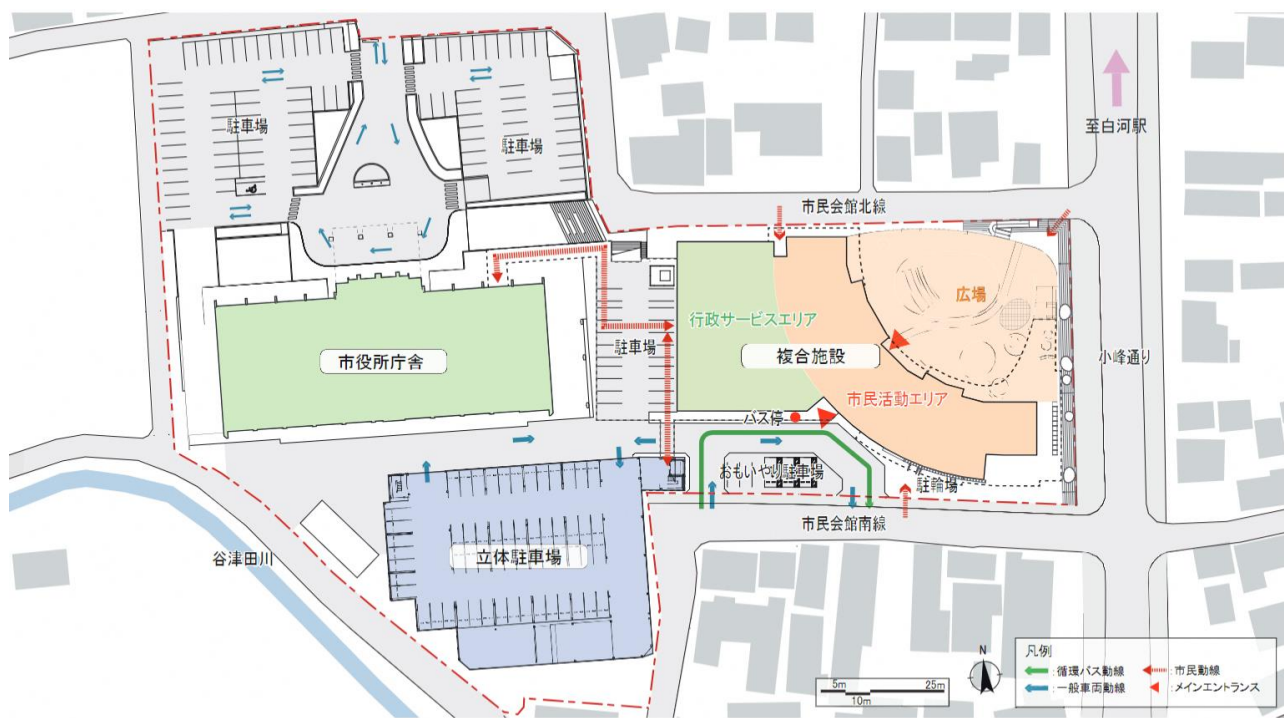 至白河駅
駐車場
駐車場
市民会館北線
広場
行政サービスエリア
駐車場
市役所庁舎
複合施設
小峰通り
市民活動エリア
バス停
おもいやり駐車場
駐輪場
市民会館南線
立体駐車場
谷津田川
凡例
:循環バス動線
:市民動線
:一般車両動線
:メインエントランス
N
5m
25m
10m